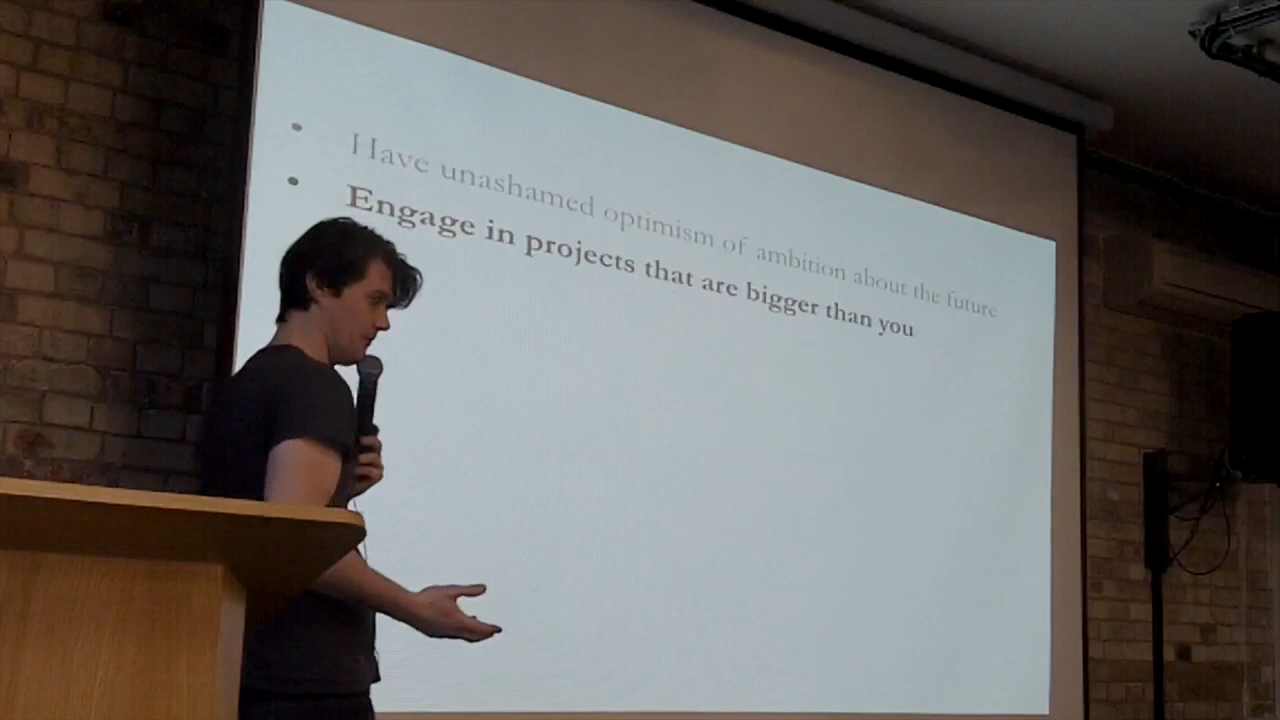 Have unashamed optimism of ambition about the future
Engage in projects that are bigger than you